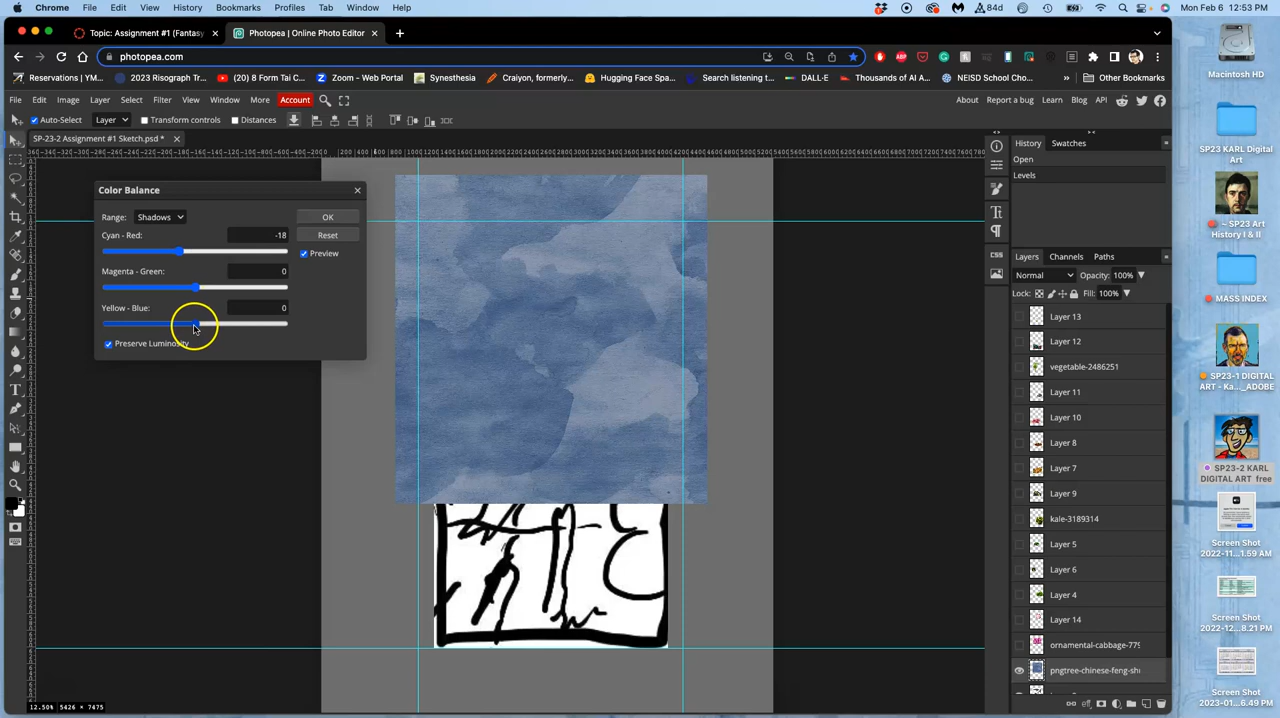 Chrome File Edit View History Bookmarks Profiles Tab Window Help 84d Mon Feb 6 12:53 PM
Topic: Assignment #1 (Fantasy Photopea | Online Photo Editor
photopea.com
Reservations | YM... 2023 Risograph Tr... (20) 8 Form Tai C... Zoom - Web Portal Synesthesia Craiyon, formerly... Hugging Face Spa... Search listening t... DALL-E Thousands of AI A... NEISD School Cho... » Other Bookmarks
File Edit Image Layer Select Filter View Window More Account About Report a bug Learn Blog API
Auto-Select Layer Transform controls Distances
SP-23-2 Assignment #1 Sketch.psd *
Color Balance
Range: Shadows OK
Cyan - Red: -18 Reset
Preview
Magenta - Green: 0
Yellow - Blue: 0
Preserve Luminosity
12.50% 5426 × 7475
History Swatches
Open
Levels
CSS
Layers Channels Paths
Normal Opacity: 100%
Lock: Fill: 100%
Layer 13
Layer 12
vegetable-2486251
Layer 11
Layer 10
Layer 8
Layer 7
Layer 9
kale-3189314
Layer 5
Layer 6
Layer 4
Layer 14
ornamental-cabbage-779
pngtree-chinese-feng-sh
eff
Macintosh HD
SP23 KARL Digital Art
~ SP23 Art History I & II
MASS INDEX
SP23-1 DIGITAL ART - Ka..._ADOBE
SP23-2 KARL DIGITAL ART free
Screen Shot 2022-11...1.59 AM
Screen Shot 2022-12...8.21 PM
Screen Shot 2023-01...6.49 PM